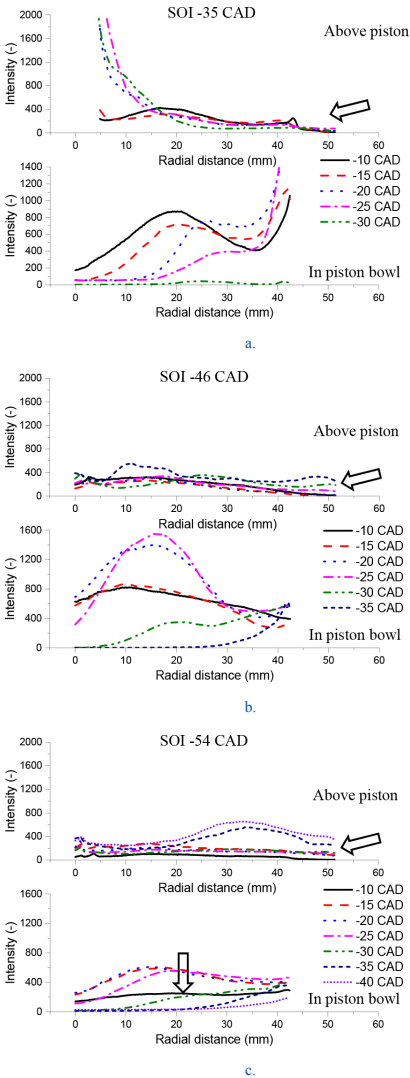 SOI -35 CAD
2000
1600
1200
800
400
0
Intensity (-)
Above piston
0 10 20 30 40 50 60
Radial distance (mm)
1400
1200
1000
800
600
400
200
0
Intensity (-)
-10 CAD
-15 CAD
-20 CAD
-25 CAD
-30 CAD
In piston bowl
0 10 20 30 40 50 60
Radial distance (mm)
a.
SOI -46 CAD
2000
1600
1200
800
400
0
Intensity (-)
Above piston
0 10 20 30 40 50 60
Radial distance (mm)
1600
1200
800
400
0
Intensity (-)
-10 CAD
-15 CAD
-20 CAD
-25 CAD
-30 CAD
-35 CAD
In piston bowl
0 10 20 30 40 50 60
Radial distance (mm)
b.
SOI -54 CAD
2000
1600
1200
800
400
0
Intensity (-)
Above piston
0 10 20 30 40 50 60
Radial distance (mm)
1600
1200
800
400
0
Intensity (-)
-10 CAD
-15 CAD
-20 CAD
-25 CAD
-30 CAD
-35 CAD
-40 CAD
In piston bowl
0 10 20 30 40 50 60
Radial distance (mm)
c.